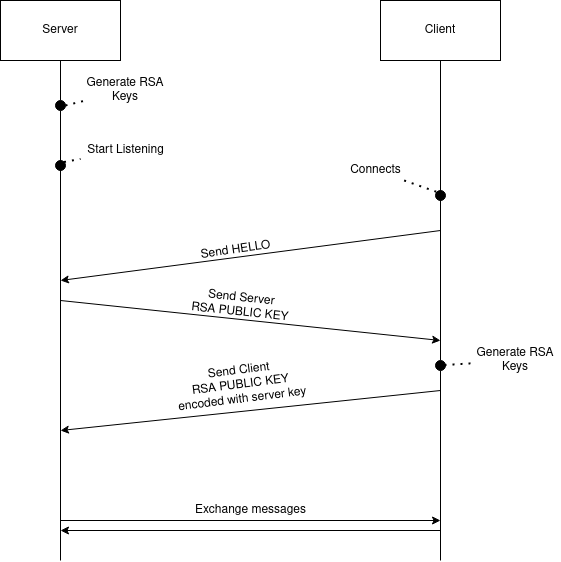 Server
Client
Generate RSA
Keys
Start Listening
Connects
Send HELLO
Send Server
RSA PUBLIC KEY
Generate RSA
Keys
Send Client
RSA PUBLIC KEY
encoded with server key
Exchange messages